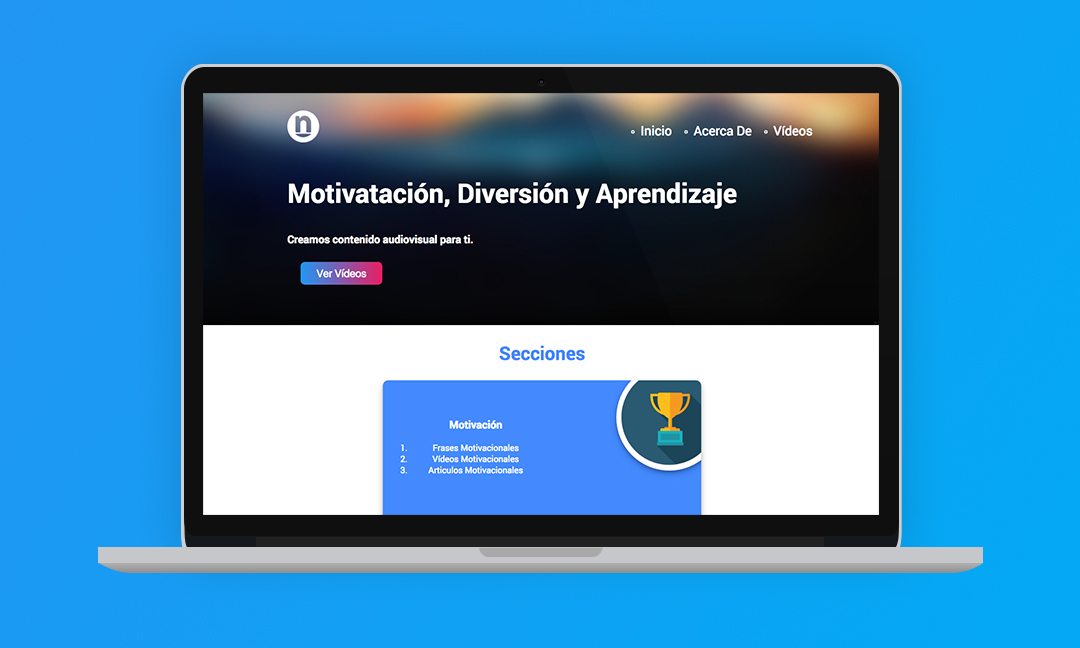 n
Inicio
Acerca De
Vídeos
Motivatación, Diversión y Aprendizaje
Creamos contenido audiovisual para ti.
Ver Vídeos
Secciones
Motivación
1. Frases Motivacionales
2. Vídeos Motivacionales
3. Articulos Motivacionales